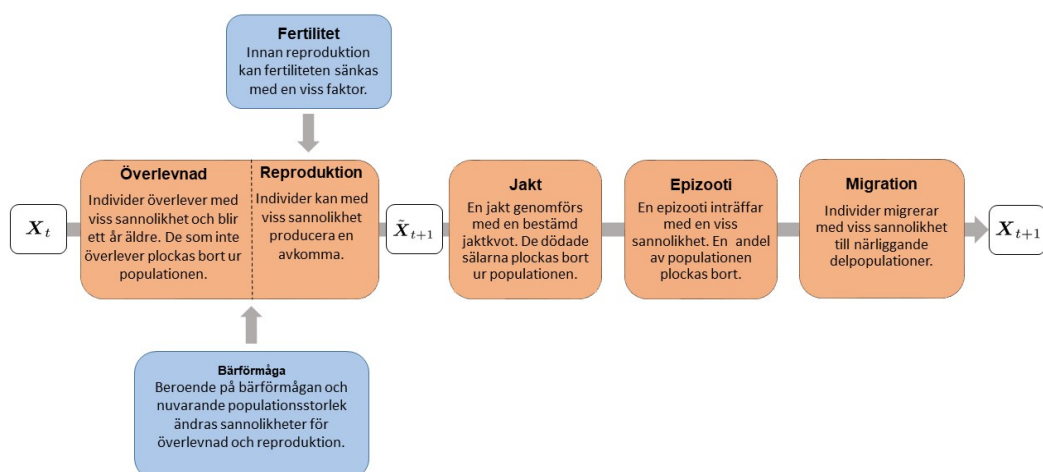 Fertilitet
Innan reproduktion
kan fertiliteten sänkas
med en viss faktor.
X_t
Överlevnad
Individer överlever med
viss sannolikhet och blir
ett år äldre. De som inte
överlever plockas bort ur
populationen.
Reproduktion
Individer kan med
viss sannolikhet
producera en
avkomma.
X̃_{t+1}
Jakt
En jakt genomförs
med en bestämd
jaktkvot. De dödade
sälarna plockas bort
ur populationen.
Epizooti
En epizooti inträffar
med en viss
sannolikhet. En andel
av populationen
plockas bort.
Migration
Individer migrerar
med viss sannolikhet
till närliggande
delpopulationer.
X_{t+1}
Bärförmåga
Beroende på bärförmågan och
nuvarande populationsstorlek
ändras sannolikheter för
överlevnad och reproduktion.